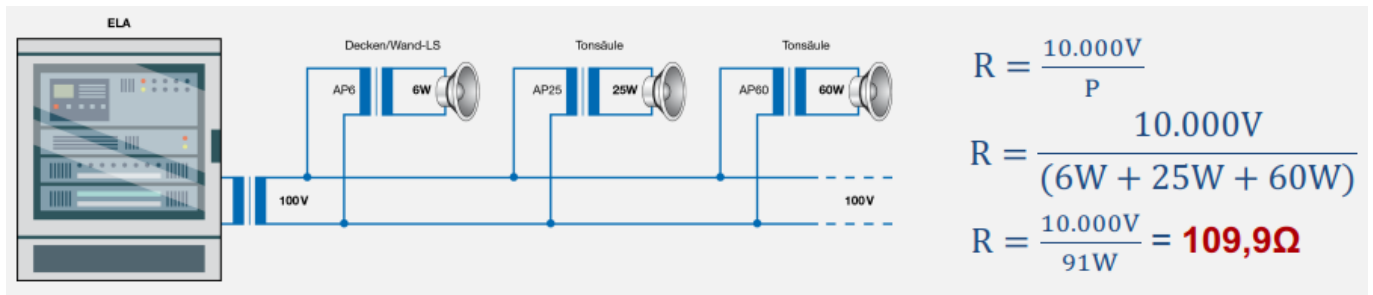 ELA
Decken/Wand-LS
Tonsäule
Tonsäule
AP6
6W
AP25
25W
AP60
60W
100V
100V
R = 10.000V / P
R = 10.000V / (6W + 25W + 60W)
R = 10.000V / 91W = 109,9Ω